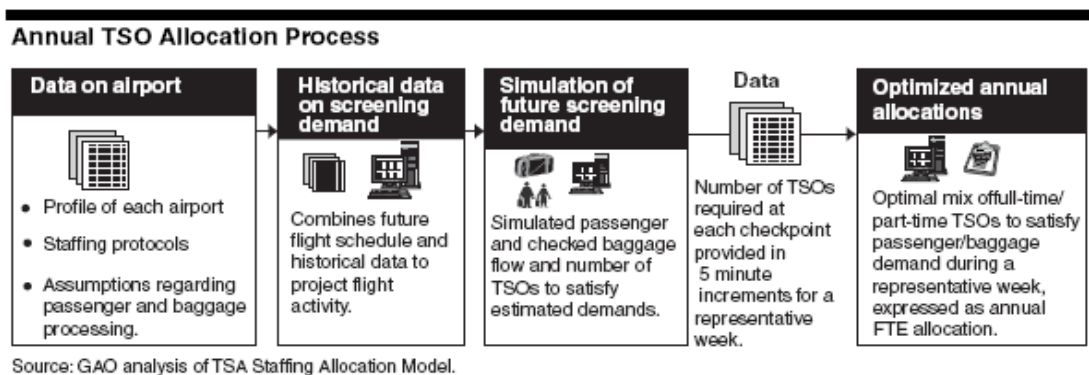 Annual TSO Allocation Process
Data on airport
● Profile of each airport
● Staffing protocols
● Assumptions regarding
passenger and baggage
processing.
Historical data
on screening
demand
Combines future
flight schedule and
historical data to
project flight
activity.
Simulation of
future screening
demand
Simulated passenger
and checked baggage
flow and number of
TSOs to satisfy
estimated demands.
Data
Number of TSOs
required at
each checkpoint
provided in
5 minute
increments for a
representative
week.
Optimized annual
allocations
Optimal mix offull-time/
part-time TSOs to satisfy
passenger/baggage
demand during a
representative week,
expressed as annual
FTE allocation.
Source: GAO analysis of TSA Staffing Allocation Model.